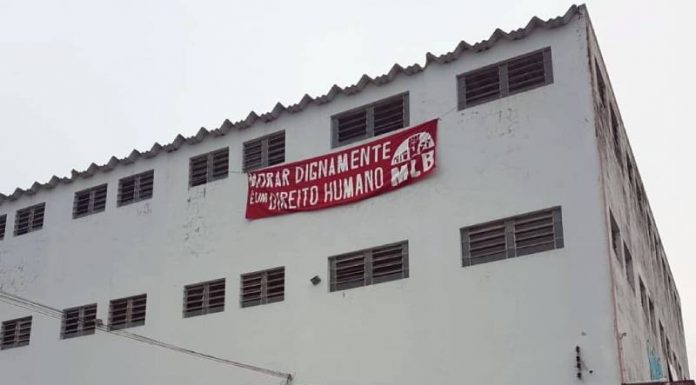 MORAR DIGNAMENTE
É UM DIREITO HUMANO
MLB